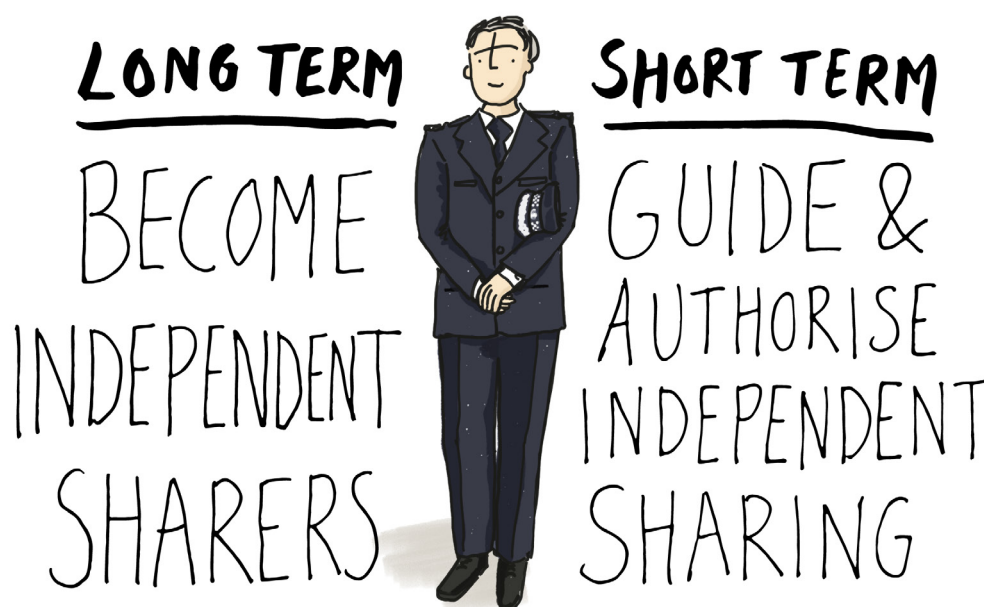 LONG TERM
BECOME
INDEPENDENT
SHARERS
SHORT TERM
GUIDE &
AUTHORISE
INDEPENDENT
SHARING